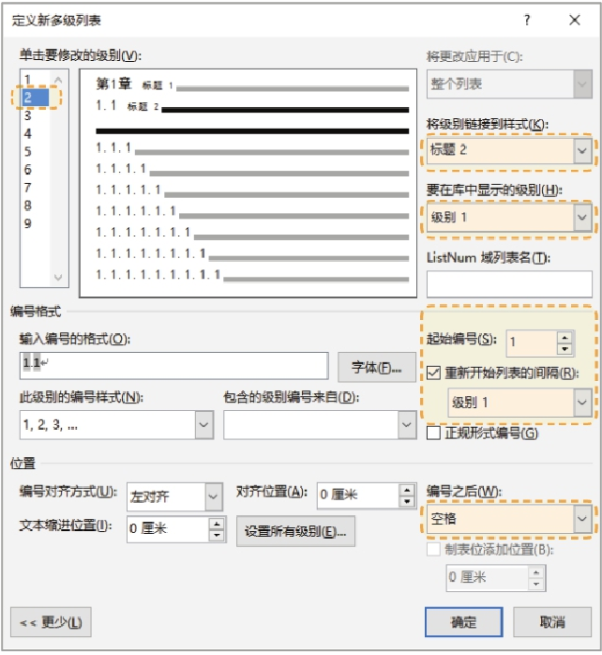 定义新多级列表 ? ×
单击要修改的级别(V):
将更改应用于(C):
整个列表
1
2
3
4
5
6
7
8
9
第1章 标题 1
1.1 标题 2
1.1.1
1.1.1.1
1.1.1.1.1
1.1.1.1.1.1
1.1.1.1.1.1.1
1.1.1.1.1.1.1.1
1.1.1.1.1.1.1.1.1
将级别链接到样式(K):
标题 2
要在库中显示的级别(H):
级别 1
ListNum 域列表名(T):
编号格式
输入编号的格式(O):
1.1
字体(F)...
起始编号(S): 1
重新开始列表的间隔(R):
级别 1
此级别的编号样式(N):
1, 2, 3, ...
包含的级别编号来自(D):
正规形式编号(G)
位置
编号对齐方式(U): 左对齐
对齐位置(A): 0 厘米
编号之后(W):
空格
文本缩进位置(I): 0 厘米
设置所有级别(E)...
制表位添加位置(B):
0 厘米
<< 更少(L)
确定
取消